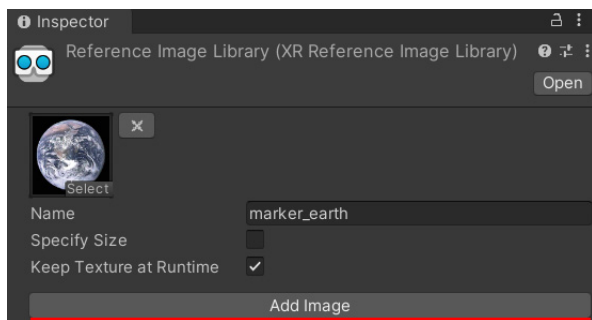 Inspector
Reference Image Library (XR Reference Image Library)
Open
Select
Name marker_earth
Specify Size
Keep Texture at Runtime
Add Image